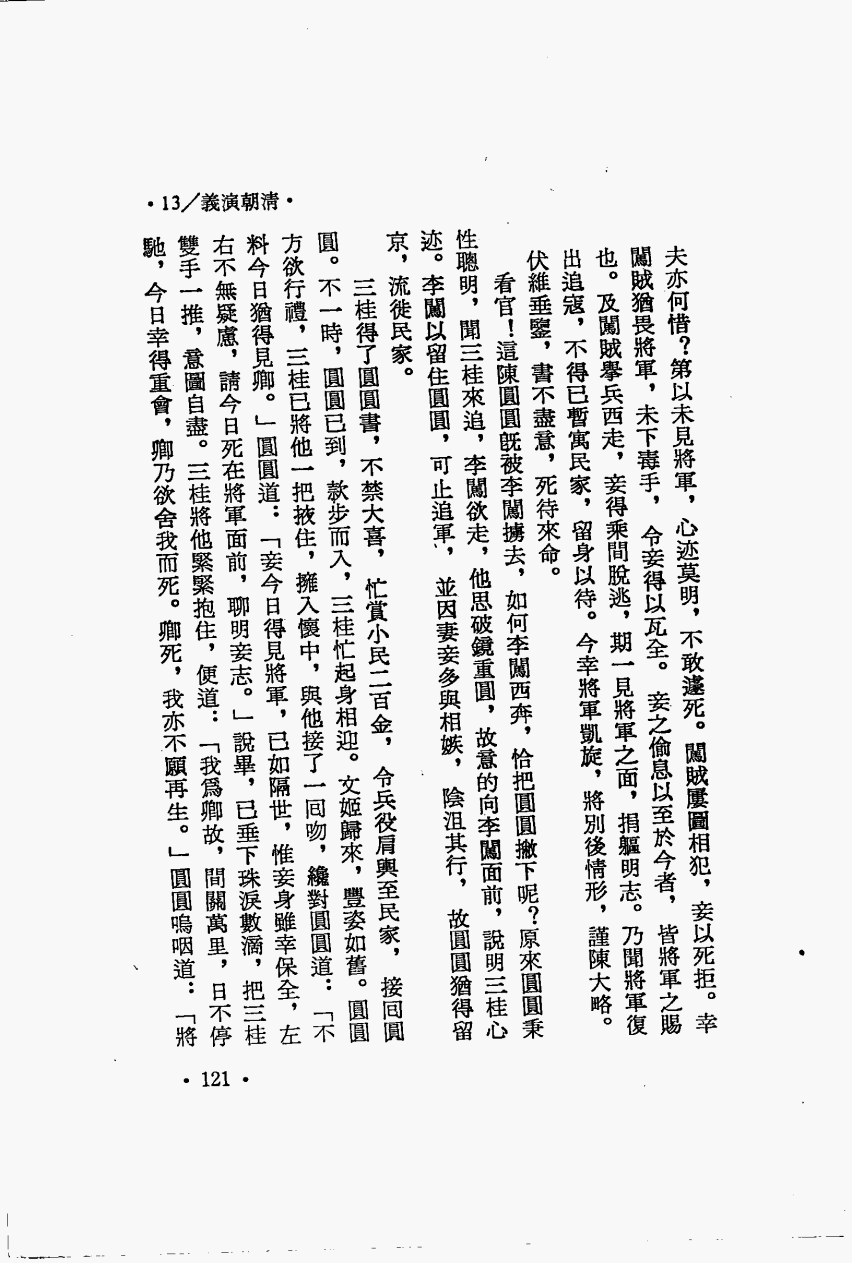 ·13/義演朝清·
夫亦何惜？第以未見將軍，心迹莫明，不敢遽死。闖賊屢圖相犯，妾以死拒。幸
闖賊猶畏將軍，未下毒手，令妾得以瓦全。妾之偷息以至於今者，皆將軍之賜
也。及闖賊擧兵西走，妾得乘間脫逃，期一見將軍之面，捐軀明志。乃聞將軍復
出追寇，不得已暫寓民家，留身以待。今幸將軍凱旋，將別後情形，謹陳大略。
伏維垂鑒，書不盡意，死待來命。
看官！這陳圓圓旣被李闖擄去，如何李闖西奔，恰把圓圓撇下呢？原來圓圓秉
性聰明，聞三桂來追，李闖欲走，他思破鏡重圓，故意的向李闖面前，說明三桂心
迹。李闖以留住圓圓，可止追軍，並因妻妾多與相嫉，陰沮其行，故圓圓猶得留
京，流徙民家。
三桂得了圓圓書，不禁大喜，忙賞小民二百金，令兵役肩輿至民家，接囘圓
圓。不一時，圓圓已到，欵步而入，三桂忙起身相迎。文姬歸來，豐姿如舊。圓圓
方欲行禮，三桂已將他一把掖住，擁入懷中，與他接了一囘吻，纔對圓圓道：「不
料今日猶得見卿。」圓圓道：「妾今日得見將軍，已如隔世，惟妾身雖幸保全，左
右不無疑慮，請今日死在將軍面前，聊明妾志。」說畢，已垂下珠淚數滴，把三桂
雙手一推，意圖自盡。三桂將他緊緊抱住，便道：「我爲卿故，間關萬里，日不停
馳，今日幸得重會，卿乃欲舍我而死。卿死，我亦不願再生。」圓圓嗚咽道：「將
·121·